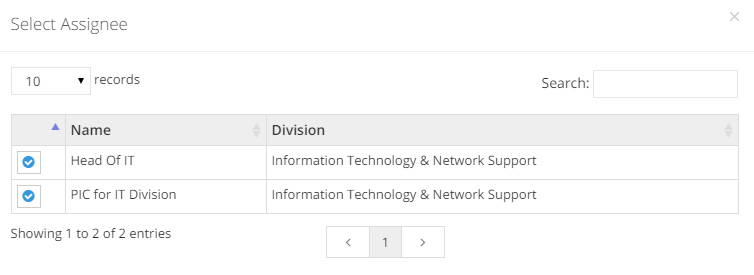 Select Assignee
×
10 records
Search:
Name Division
Head Of IT Information Technology & Network Support
PIC for IT Division Information Technology & Network Support
Showing 1 to 2 of 2 entries
1